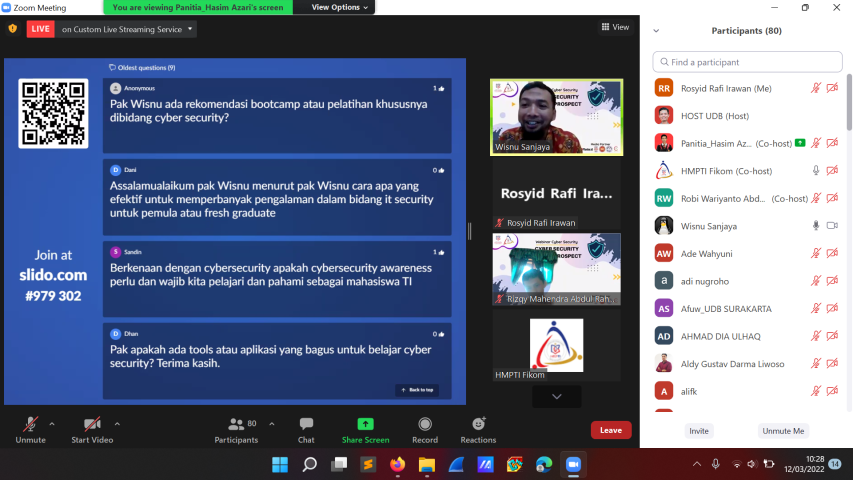 Zoom Meeting
You are viewing Panitia_Hasim Azari's screen
View Options
LIVE
on Custom Live Streaming Service
View
Oldest questions (9)
Anonymous
1
Pak Wisnu ada rekomendasi bootcamp atau pelatihan khususnya
dibidang cyber security?
D
Dani
0
Assalamualaikum pak Wisnu menurut pak Wisnu cara apa yang
efektif untuk memperbanyak pengalaman dalam bidang it security
untuk pemula atau fresh graduate
S
Sandin
1
Berkenaan dengan cybersecurity apakah cybersecurity awareness
perlu dan wajib kita pelajari dan pahami sebagai mahasiswa TI
D
Dhan
0
Pak apakah ada tools atau aplikasi yang bagus untuk belajar cyber
security? Terima kasih.
Back to top
Join at
slido.com
#979 302
Wisnu Sanjaya
Rosyid Rafi Ira...
Rosyid Rafi Irawan
Webinar Cyber Security
Rizqy Mahendra Abdul Rah...
HMPTI Fikom
Participants (80)
Find a participant
RR
Rosyid Rafi Irawan (Me)
HOST UDB (Host)
Panitia_Hasim Az... (Co-host)
HMPTI Fikom (Co-host)
RW
Robi Wariyanto Abd... (Co-host)
Wisnu Sanjaya
AW
Ade Wahyuni
a
adi nugroho
AS
Afuw_UDB SURAKARTA
AD
AHMAD DIA ULHAQ
Aldy Gustav Darma Liwoso
A
alifk
Invite
Unmute Me
Unmute
Start Video
80
Participants
Chat
Share Screen
Record
Reactions
Leave
10:28
12/03/2022
14